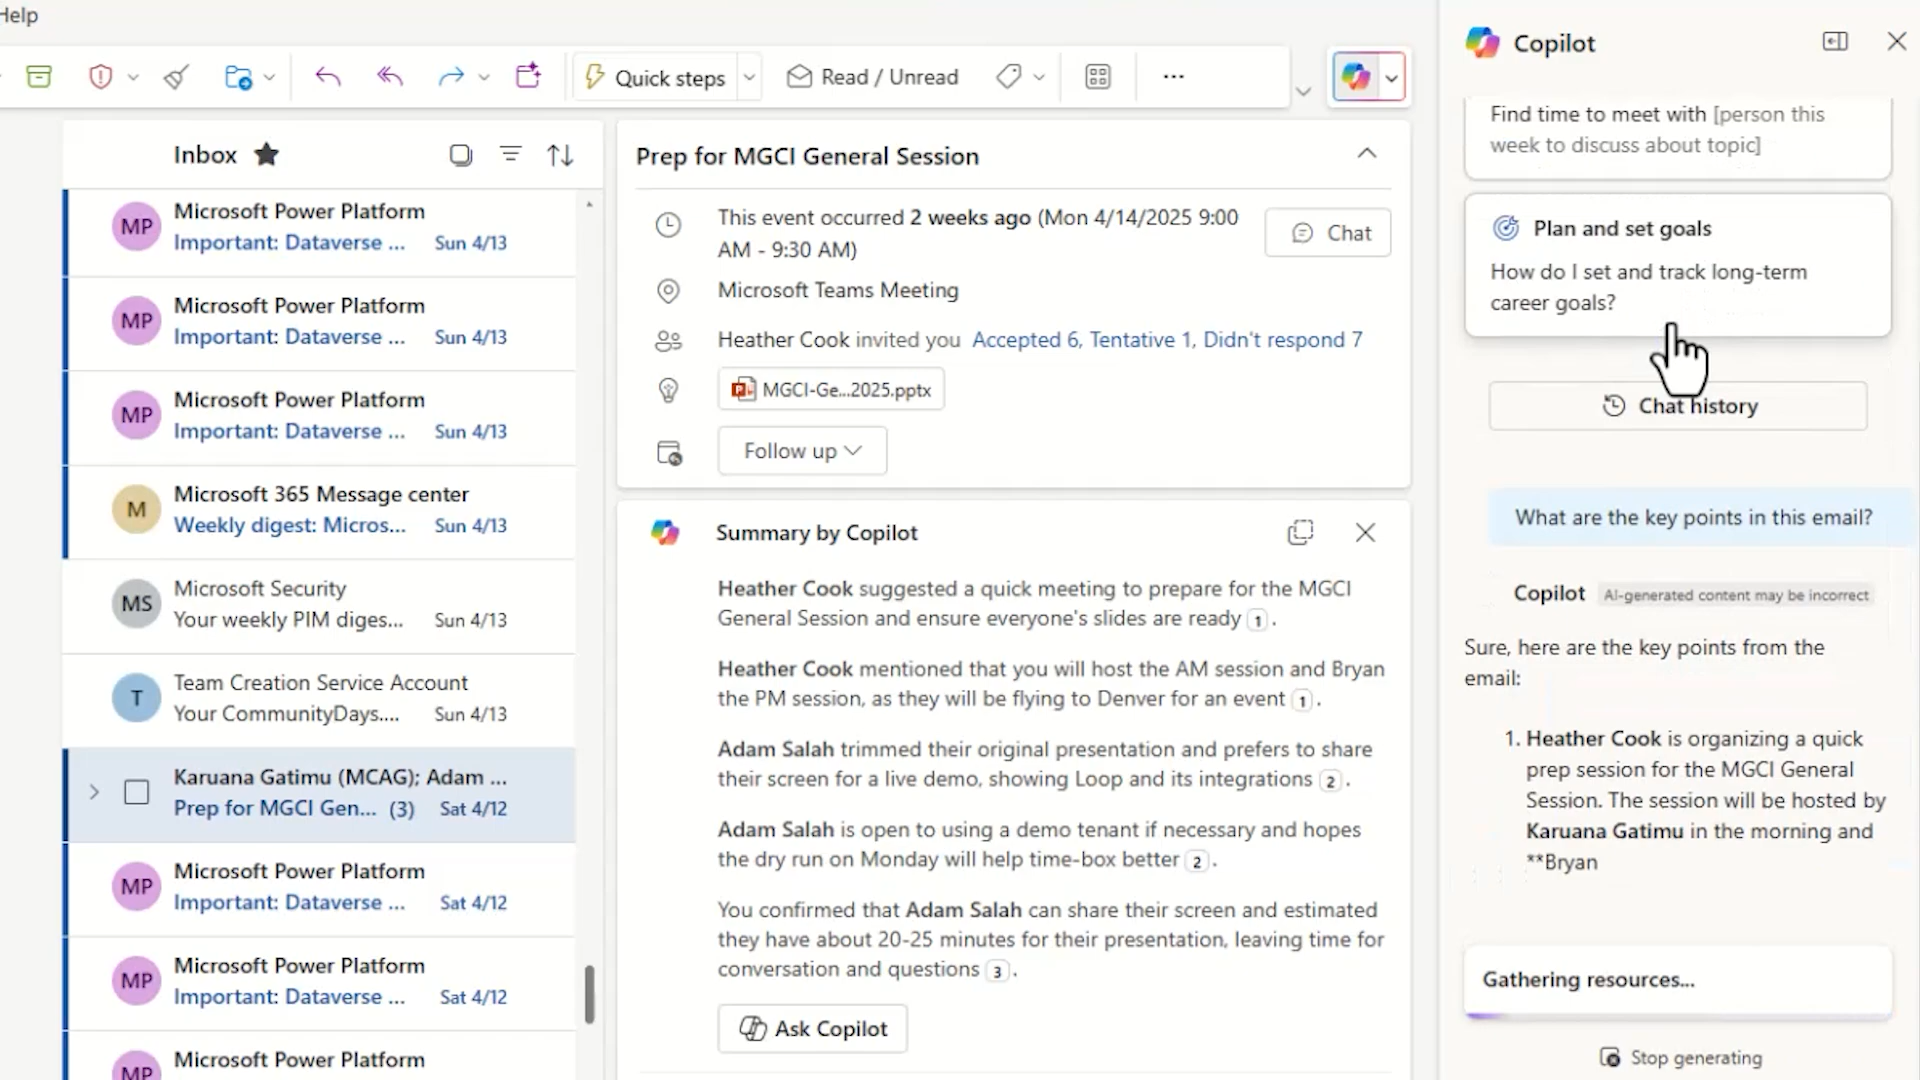 Help
Quick steps
Read / Unread
...
Inbox
MP
Microsoft Power Platform
Important: Dataverse ... Sun 4/13
MP
Microsoft Power Platform
Important: Dataverse ... Sun 4/13
MP
Microsoft Power Platform
Important: Dataverse ... Sun 4/13
M
Microsoft 365 Message center
Weekly digest: Micros... Sun 4/13
MS
Microsoft Security
Your weekly PIM diges... Sun 4/13
T
Team Creation Service Account
Your CommunityDays.... Sun 4/13
Karuana Gatimu (MCAG); Adam ...
Prep for MGCI Gen... (3) Sat 4/12
MP
Microsoft Power Platform
Important: Dataverse ... Sat 4/12
MP
Microsoft Power Platform
Important: Dataverse ... Sat 4/12
MP
Microsoft Power Platform
Prep for MGCI General Session
This event occurred 2 weeks ago (Mon 4/14/2025 9:00
AM - 9:30 AM)
Chat
Microsoft Teams Meeting
Heather Cook invited you Accepted 6, Tentative 1, Didn't respond 7
MGCI-Ge...2025.pptx
Follow up
Summary by Copilot
Heather Cook suggested a quick meeting to prepare for the MGCI
General Session and ensure everyone's slides are ready 1 .
Heather Cook mentioned that you will host the AM session and Bryan
the PM session, as they will be flying to Denver for an event 1 .
Adam Salah trimmed their original presentation and prefers to share
their screen for a live demo, showing Loop and its integrations 2 .
Adam Salah is open to using a demo tenant if necessary and hopes
the dry run on Monday will help time-box better 2 .
You confirmed that Adam Salah can share their screen and estimated
they have about 20-25 minutes for their presentation, leaving time for
conversation and questions 3 .
Ask Copilot
Copilot
Find time to meet with [person this
week to discuss about topic]
Plan and set goals
How do I set and track long-term
career goals?
Chat history
What are the key points in this email?
Copilot AI-generated content may be incorrect
Sure, here are the key points from the
email:
1. Heather Cook is organizing a quick
prep session for the MGCI General
Session. The session will be hosted by
Karuana Gatimu in the morning and
**Bryan
Gathering resources...
Stop generating